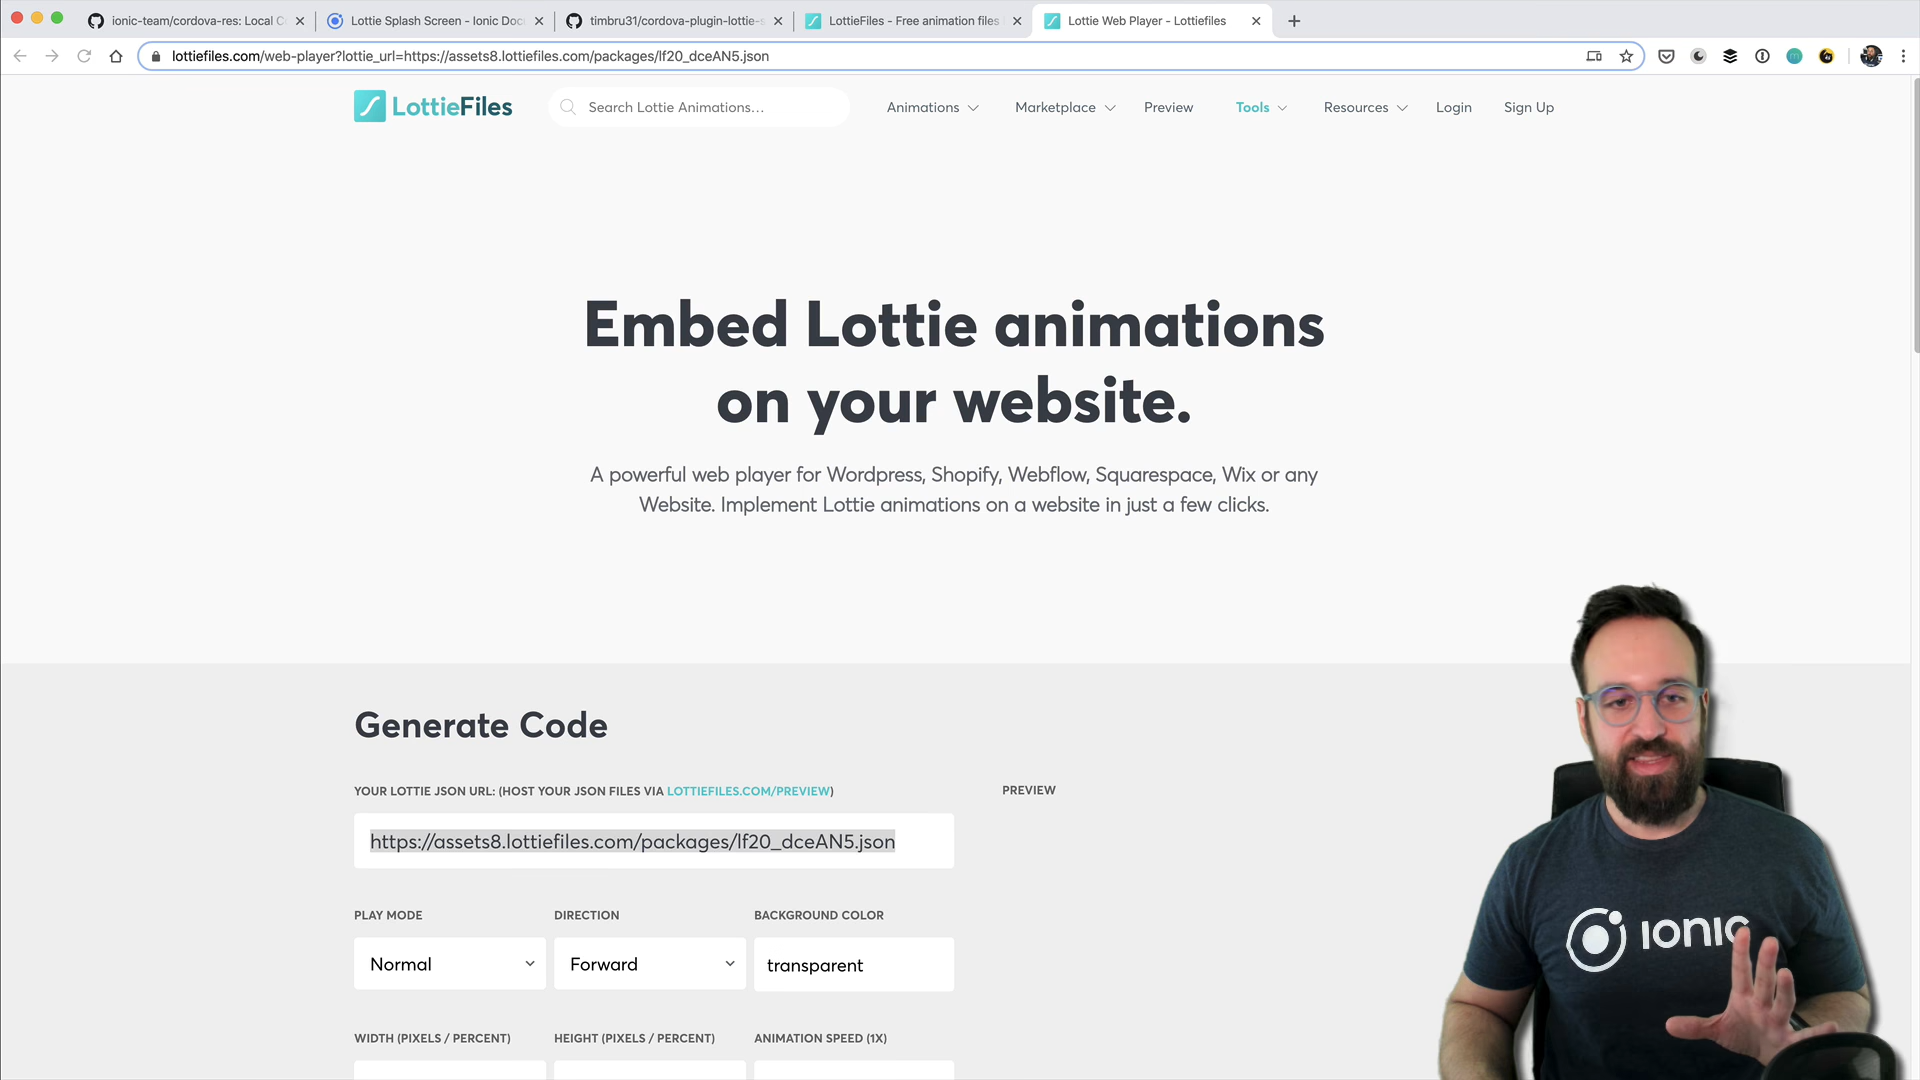 ionic-team/cordova-res: Local C
Lottie Splash Screen - Ionic Doc
timbru31/cordova-plugin-lottie-s
LottieFiles - Free animation files
Lottie Web Player - Lottiefiles
lottiefiles.com/web-player?lottie_url=https://assets8.lottiefiles.com/packages/lf20_dceAN5.json
LottieFiles
Search Lottie Animations...
Animations
Marketplace
Preview
Tools
Resources
Login
Sign Up
Embed Lottie animations
on your website.
A powerful web player for Wordpress, Shopify, Webflow, Squarespace, Wix or any
Website. Implement Lottie animations on a website in just a few clicks.
Generate Code
YOUR LOTTIE JSON URL: (HOST YOUR JSON FILES VIA LOTTIEFILES.COM/PREVIEW)
PREVIEW
https://assets8.lottiefiles.com/packages/lf20_dceAN5.json
PLAY MODE
DIRECTION
BACKGROUND COLOR
Normal
Forward
transparent
WIDTH (PIXELS / PERCENT)
HEIGHT (PIXELS / PERCENT)
ANIMATION SPEED (1X)
IONIC